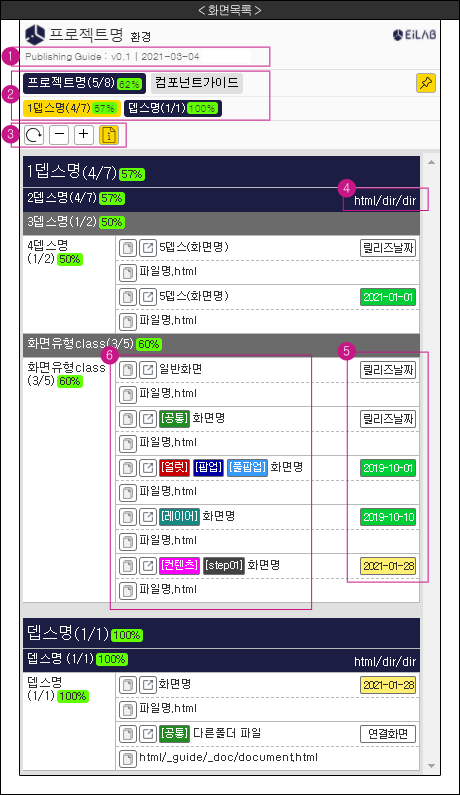 < 화면목록 >
프로젝트명 환경 EiLAB
1 Publishing Guide : v0.1 | 2021-03-04
2 프로젝트명(5/8) 62% 컴포넌트가이드
1뎁스명(4/7) 57% 뎁스명(1/1) 100%
3
1뎁스명(4/7) 57%
4
2뎁스명(4/7) 57% html/dir/dir
3뎁스명(1/2) 50%
4뎁스명 5뎁스(화면명) 릴리즈날짜
(1/2) 50%
파일명.html
5뎁스(화면명) 2021-01-01
파일명.html
화면유형class(3/5) 60%
6 5
화면유형class 일반화면 릴리즈날짜
(3/5) 60%
파일명.html
[공통] 화면명 릴리즈날짜
파일명.html
[얼럿] [팝업] [풀팝업] 화면명 2019-10-01
파일명.html
[레이어] 화면명 2019-10-10
파일명.html
[컨텐츠] [step01] 화면명 2021-01-28
파일명.html
뎁스명(1/1) 100%
뎁스명 (1/1) 100% html/dir/dir
뎁스명 화면명 2021-01-28
(1/1) 100%
파일명.html
[공통] 다른폴더 파일 연결화면
html/_guide/_doc/document.html